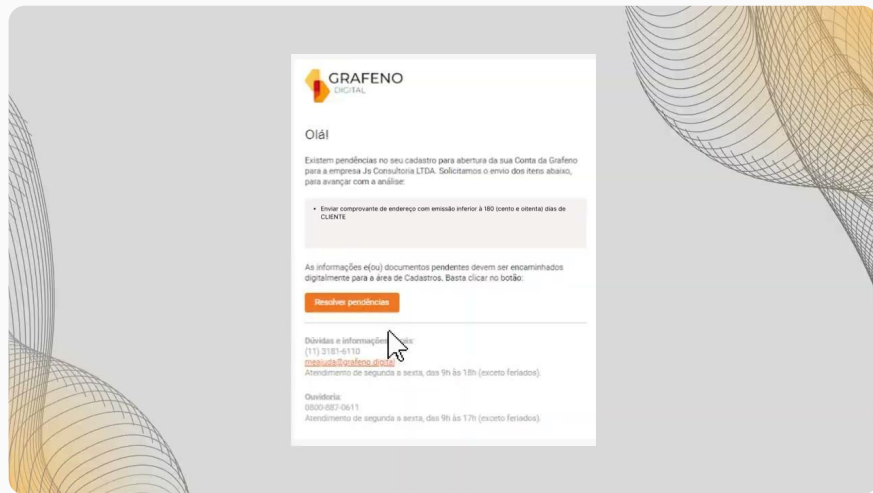 GRAFENO
DIGITAL
Olá!
Existem pendências no seu cadastro para abertura da sua Conta da Grafeno
para a empresa Js Consultoria LTDA. Solicitamos o envio dos itens abaixo,
para avançar com a análise:
• Enviar comprovante de endereço com emissão inferior à 180 (cento e oitenta) dias de
CLIENTE
As informações e(ou) documentos pendentes devem ser encaminhados
digitalmente para a área de Cadastros. Basta clicar no botão:
Resolver pendências
Dúvidas e informações
(11) 3181-6110
meajuda@grafeno.digital
Atendimento de segunda a sexta, das 9h às 18h (exceto feriados).
Ouvidoria:
0800-887-0611
Atendimento de segunda a sexta, das 9h às 17h (exceto feriados).